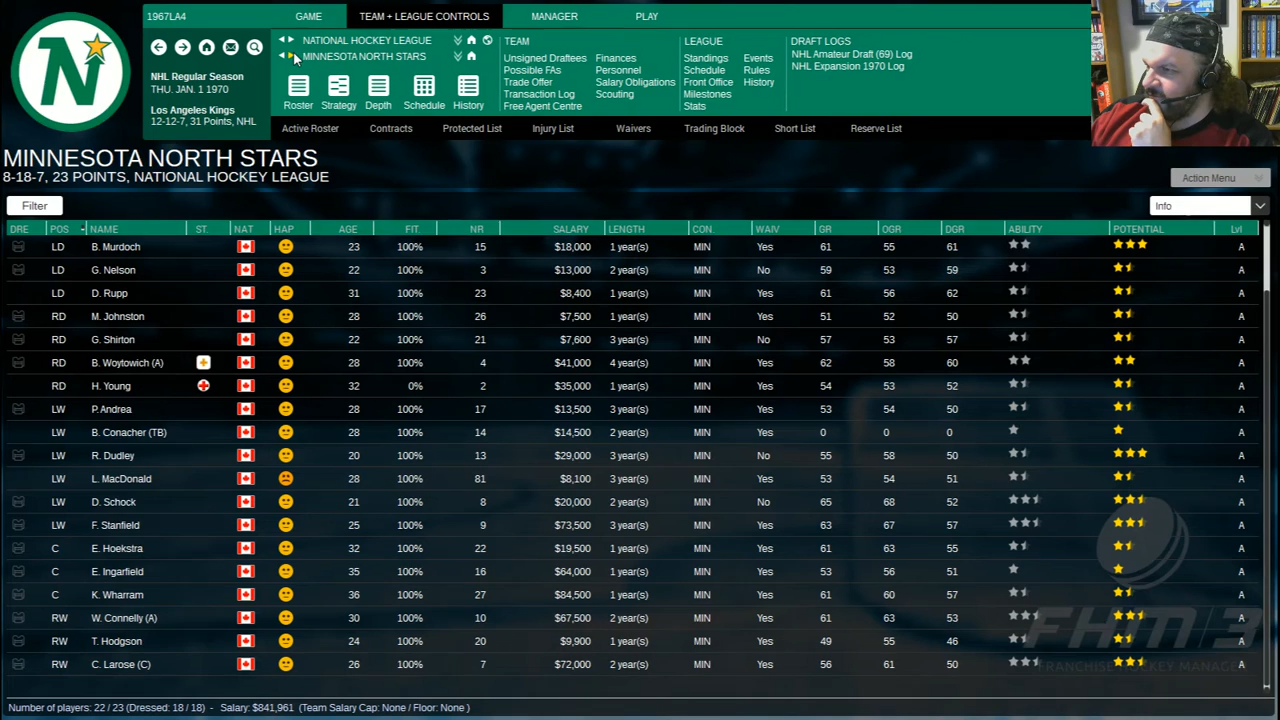 1967LA4
GAME
TEAM + LEAGUE CONTROLS
MANAGER
PLAY
NHL Regular Season
THU. JAN. 1 1970
Los Angeles Kings
12-12-7, 31 Points, NHL
NATIONAL HOCKEY LEAGUE
MINNESOTA NORTH STARS
Roster Strategy Depth Schedule History
TEAM
Unsigned Draftees Finances
Possible FAs Personnel
Trade Offer Salary Obligations
Transaction Log Scouting
Free Agent Centre
LEAGUE
Standings Events
Schedule Rules
Front Office History
Milestones
Stats
DRAFT LOGS
NHL Amateur Draft (69) Log
NHL Expansion 1970 Log
Active Roster Contracts Protected List Injury List Waivers Trading Block Short List Reserve List
MINNESOTA NORTH STARS
8-18-7, 23 POINTS, NATIONAL HOCKEY LEAGUE
Action Menu
Filter
Info
DRE POS NAME ST. NAT HAP AGE FIT. NR SALARY LENGTH CON. WAIV GR OGR DGR ABILITY POTENTIAL Lvl
LD B. Murdoch 23 100% 15 $18,000 1 year(s) MIN Yes 61 55 61 A
LD G. Nelson 22 100% 3 $13,000 2 year(s) MIN No 59 53 59 A
LD D. Rupp 31 100% 23 $8,400 1 year(s) MIN Yes 61 56 62 A
RD M. Johnston 28 100% 26 $7,500 1 year(s) MIN Yes 51 52 50 A
RD G. Shirton 22 100% 21 $7,600 3 year(s) MIN No 57 53 57 A
RD B. Woytowich (A) 28 100% 4 $41,000 4 year(s) MIN Yes 62 58 60 A
RD H. Young 32 0% 2 $35,000 1 year(s) MIN Yes 54 53 52 A
LW P. Andrea 28 100% 17 $13,500 3 year(s) MIN Yes 53 54 50 A
LW B. Conacher (TB) 28 100% 14 $14,500 2 year(s) MIN Yes 0 0 0 A
LW R. Dudley 20 100% 13 $29,000 3 year(s) MIN No 55 58 50 A
LW L. MacDonald 28 100% 81 $8,100 3 year(s) MIN Yes 53 54 51 A
LW D. Schock 21 100% 8 $20,000 2 year(s) MIN No 65 68 52 A
LW F. Stanfield 25 100% 9 $73,500 3 year(s) MIN Yes 63 67 57 A
C E. Hoekstra 32 100% 22 $19,500 1 year(s) MIN Yes 61 63 55 A
C E. Ingarfield 35 100% 16 $64,000 1 year(s) MIN Yes 53 56 51 A
C K. Wharram 36 100% 27 $84,500 1 year(s) MIN Yes 61 60 57 A
RW W. Connelly (A) 30 100% 10 $67,500 2 year(s) MIN Yes 61 63 53 A
RW T. Hodgson 24 100% 20 $9,900 1 year(s) MIN Yes 49 55 46 A
RW C. Larose (C) 26 100% 7 $72,000 2 year(s) MIN Yes 56 61 50 A
FHM|3
FRANCHISE HOCKEY MANAGER
Number of players: 22 / 23 (Dressed: 18 / 18) - Salary: $841,961 (Team Salary Cap: None / Floor: None )